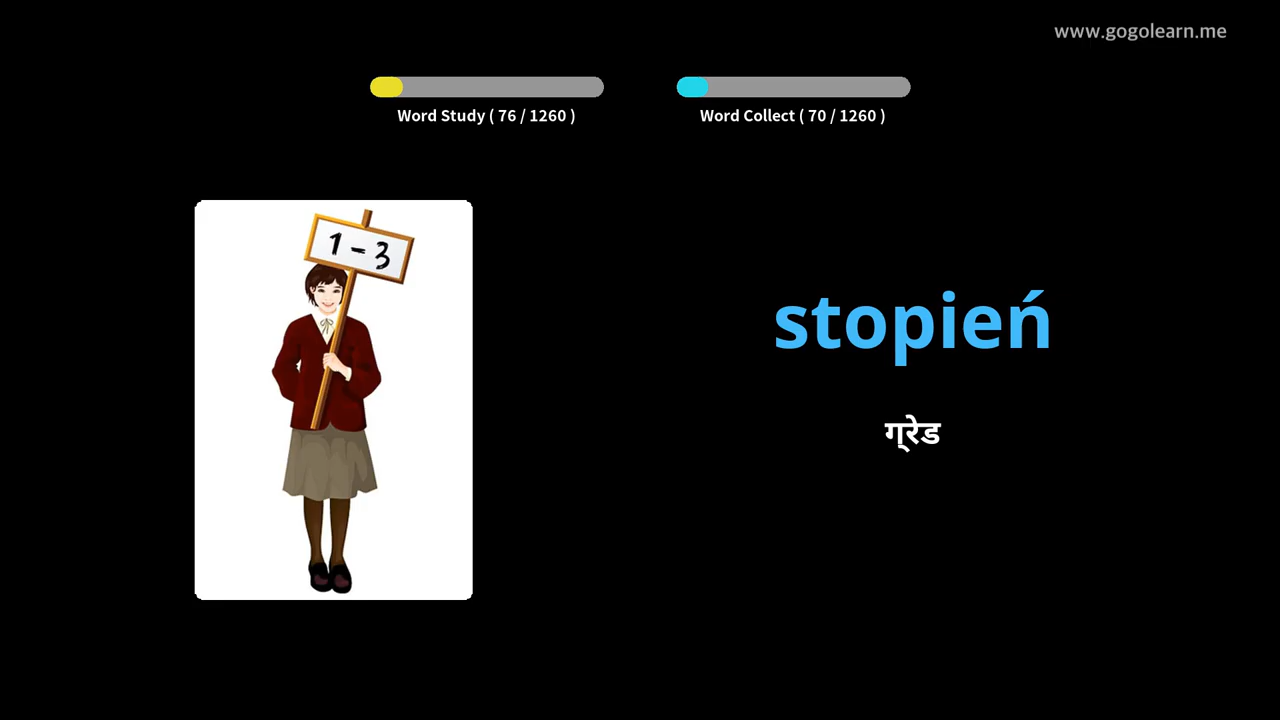 www.gogolearn.me
Word Study ( 76 / 1260 )
Word Collect ( 70 / 1260 )
1 - 3
stopień
ग्रेड